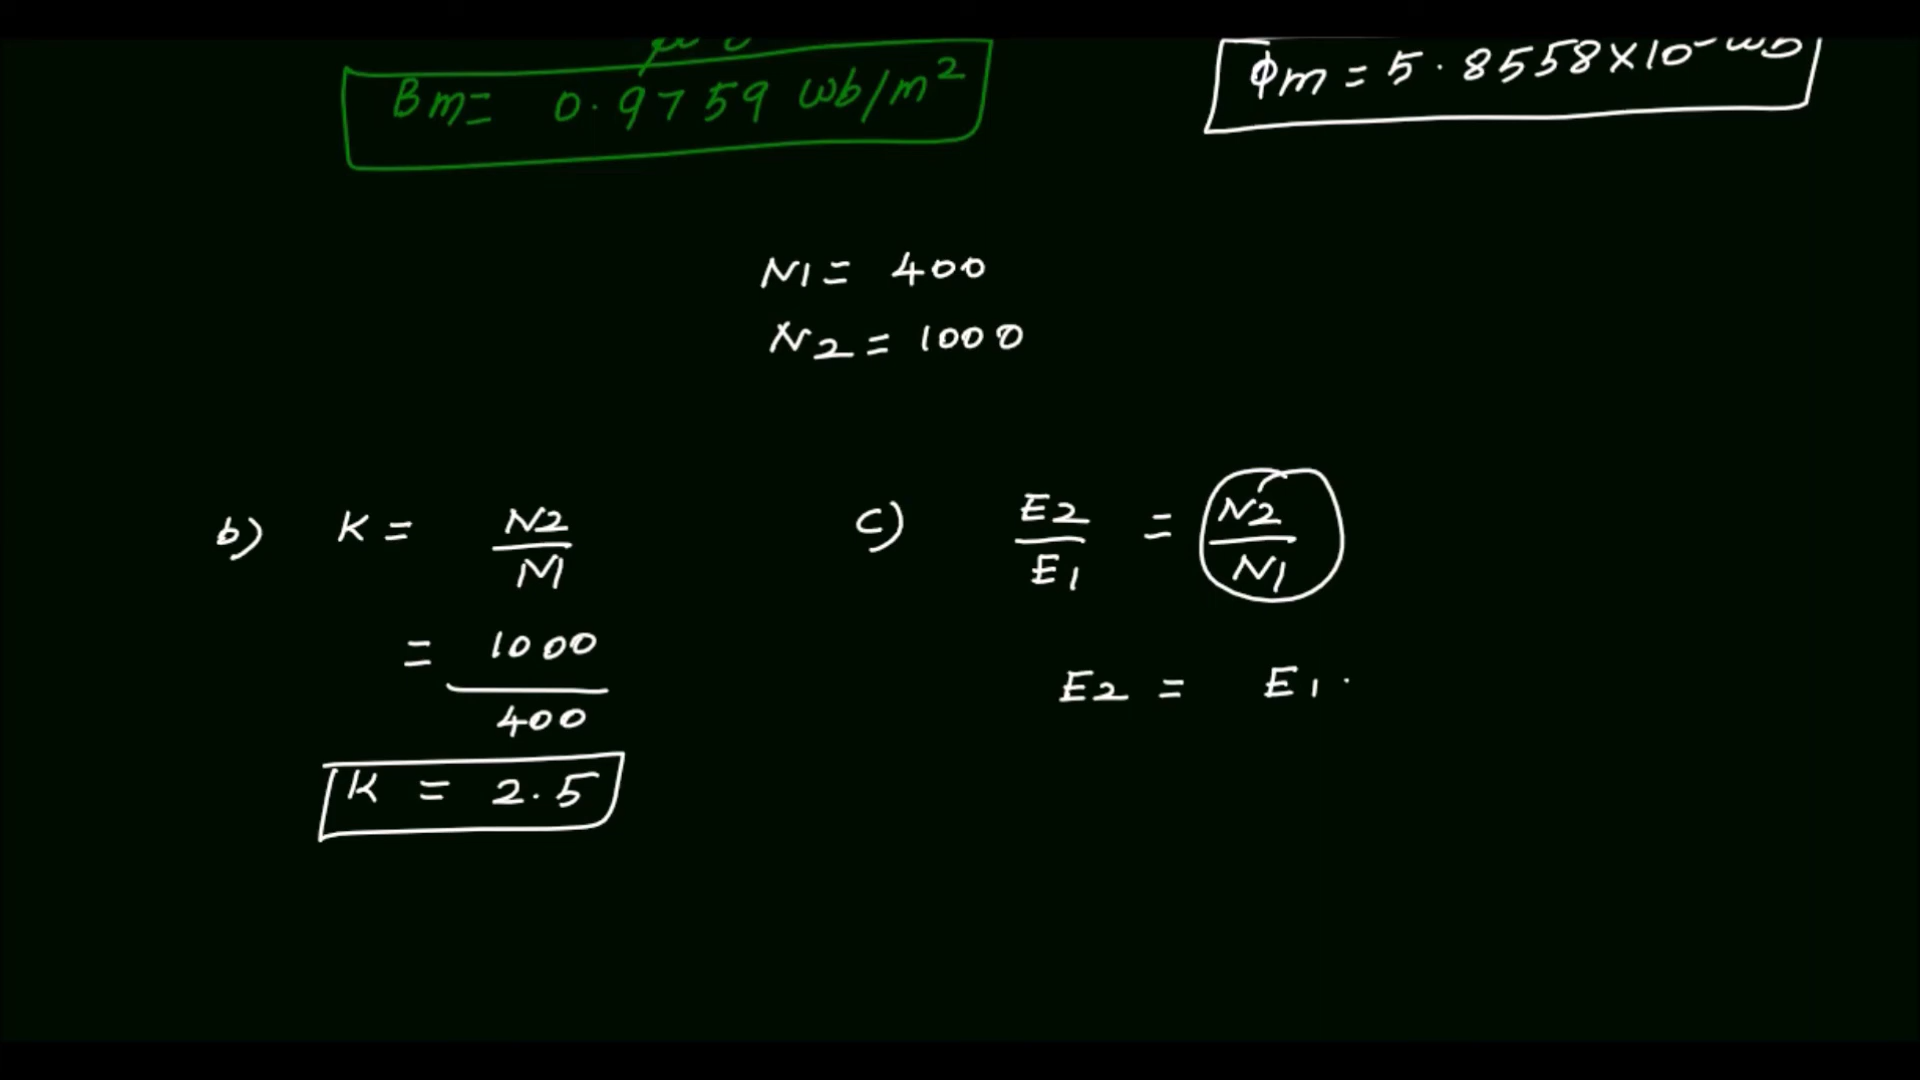 Bm= 0.9759 wb/m²
Φm = 5.8558×10 wb
N1= 400
N2= 1000
b) K= N2
N1
= 1000
400
K = 2.5
c) E2 = N2
E1 N1
E2 = E1 ·